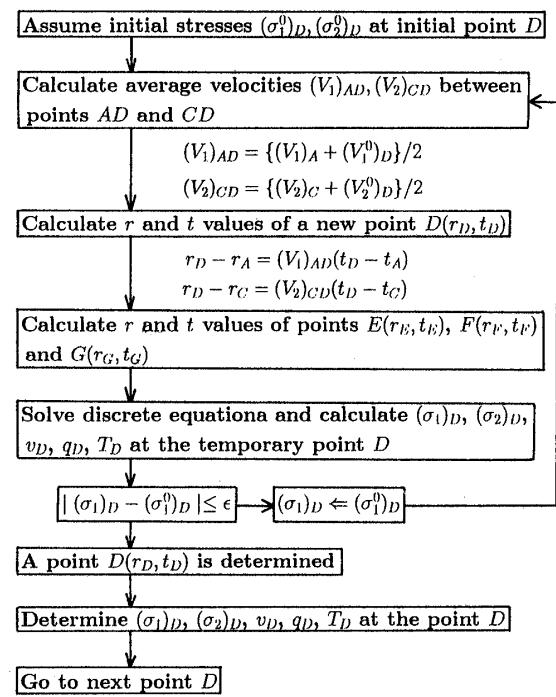 Assume initial stresses (σ₁⁰)_D, (σ₂⁰)_D at initial point D
Calculate average velocities (V₁)_AD, (V₂)_CD between
points AD and CD
(V₁)_AD = {(V₁)_A + (V₁⁰)_D}/2
(V₂)_CD = {(V₂)_C + (V₂⁰)_D}/2
Calculate r and t values of a new point D(r_D, t_D)
r_D − r_A = (V₁)_AD(t_D − t_A)
r_D − r_C = (V₂)_CD(t_D − t_C)
Calculate r and t values of points E(r_E, t_E), F(r_F, t_F)
and G(r_G, t_G)
Solve discrete equationa and calculate (σ₁)_D, (σ₂)_D,
v_D, q_D, T_D at the temporary point D
| (σ₁)_D − (σ₁⁰)_D |≤ ϵ
(σ₁)_D ⇐ (σ₁⁰)_D
A point D(r_D, t_D) is determined
Determine (σ₁)_D, (σ₂)_D, v_D, q_D, T_D at the point D
Go to next point D